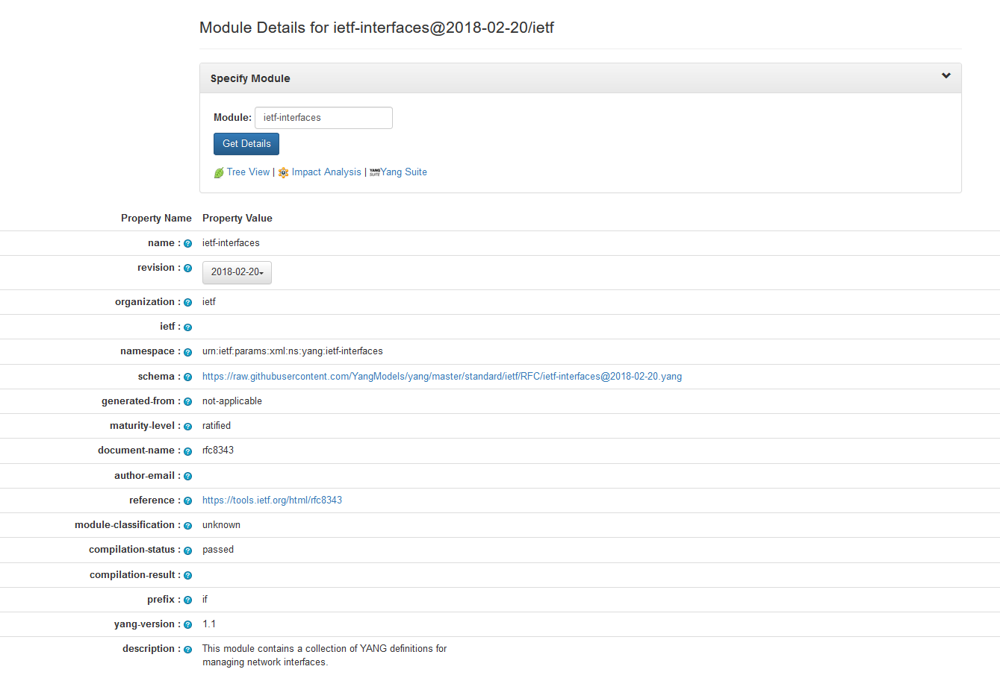 Module Details for ietf-interfaces@2018-02-20/ietf
Specify Module
Module: ietf-interfaces
Get Details
Tree View | Impact Analysis | YANG SUITE Yang Suite
Property Name Property Value
name : ietf-interfaces
revision : 2018-02-20
organization : ietf
ietf :
namespace : urn:ietf:params:xml:ns:yang:ietf-interfaces
schema : https://raw.githubusercontent.com/YangModels/yang/master/standard/ietf/RFC/ietf-interfaces@2018-02-20.yang
generated-from : not-applicable
maturity-level : ratified
document-name : rfc8343
author-email :
reference : https://tools.ietf.org/html/rfc8343
module-classification : unknown
compilation-status : passed
compilation-result :
prefix : if
yang-version : 1.1
description : This module contains a collection of YANG definitions for
managing network interfaces.